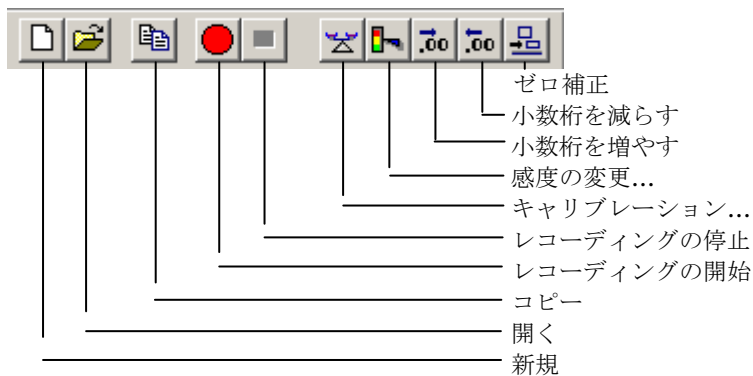 .00 .00
ゼロ補正
小数桁を減らす
小数桁を増やす
感度の変更...
キャリブレーション...
レコーディングの停止
レコーディングの開始
コピー
開く
新規